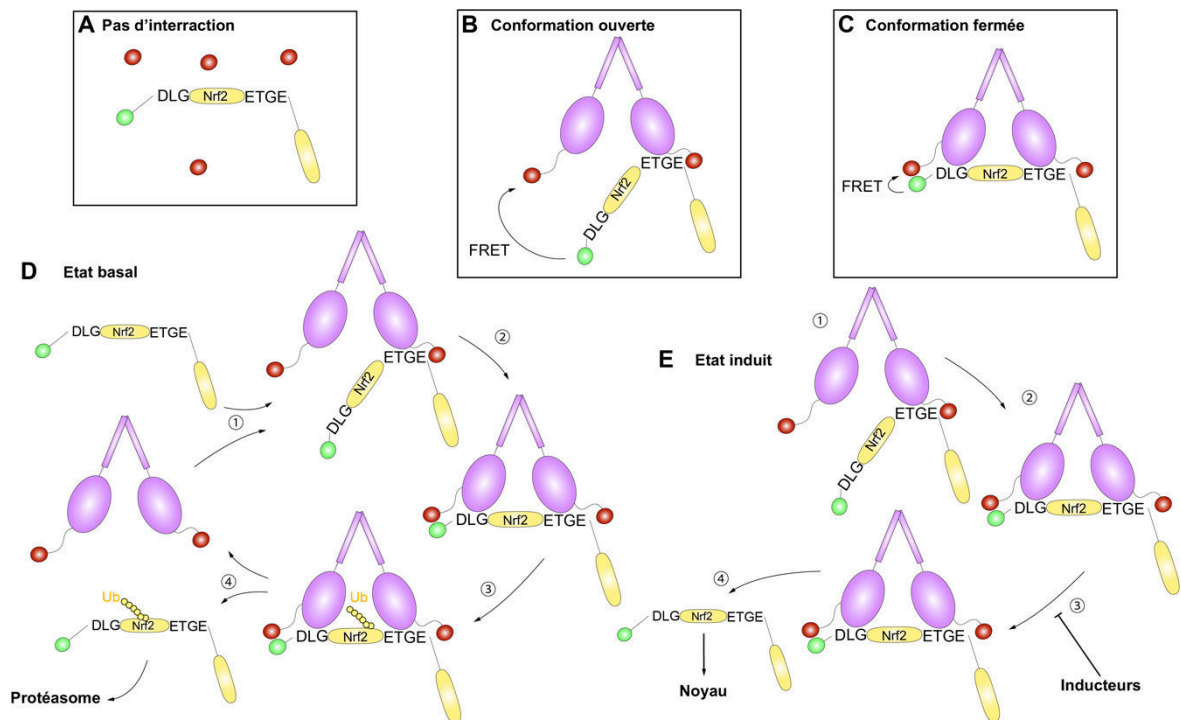 A Pas d'interraction
DLG Nrf2 ETGE
B Conformation ouverte
ETGE
Nrf2
DLG
FRET
C Conformation fermée
FRET
DLG Nrf2 ETGE
D Etat basal
DLG Nrf2 ETGE
①
ETGE
Nrf2
DLG
②
DLG Nrf2 ETGE
③
Ub
DLG Nrf2 ETGE
④
Ub
DLG Nrf2 ETGE
Protéasome
E Etat induit
①
ETGE
Nrf2
DLG
②
DLG Nrf2 ETGE
③
Inducteurs
DLG Nrf2 ETGE
④
DLG Nrf2 ETGE
Noyau